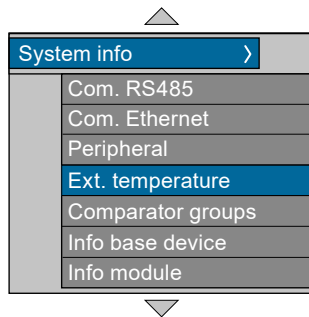 System info
Com. RS485
Com. Ethernet
Peripheral
Ext. temperature
Comparator groups
Info base device
Info module